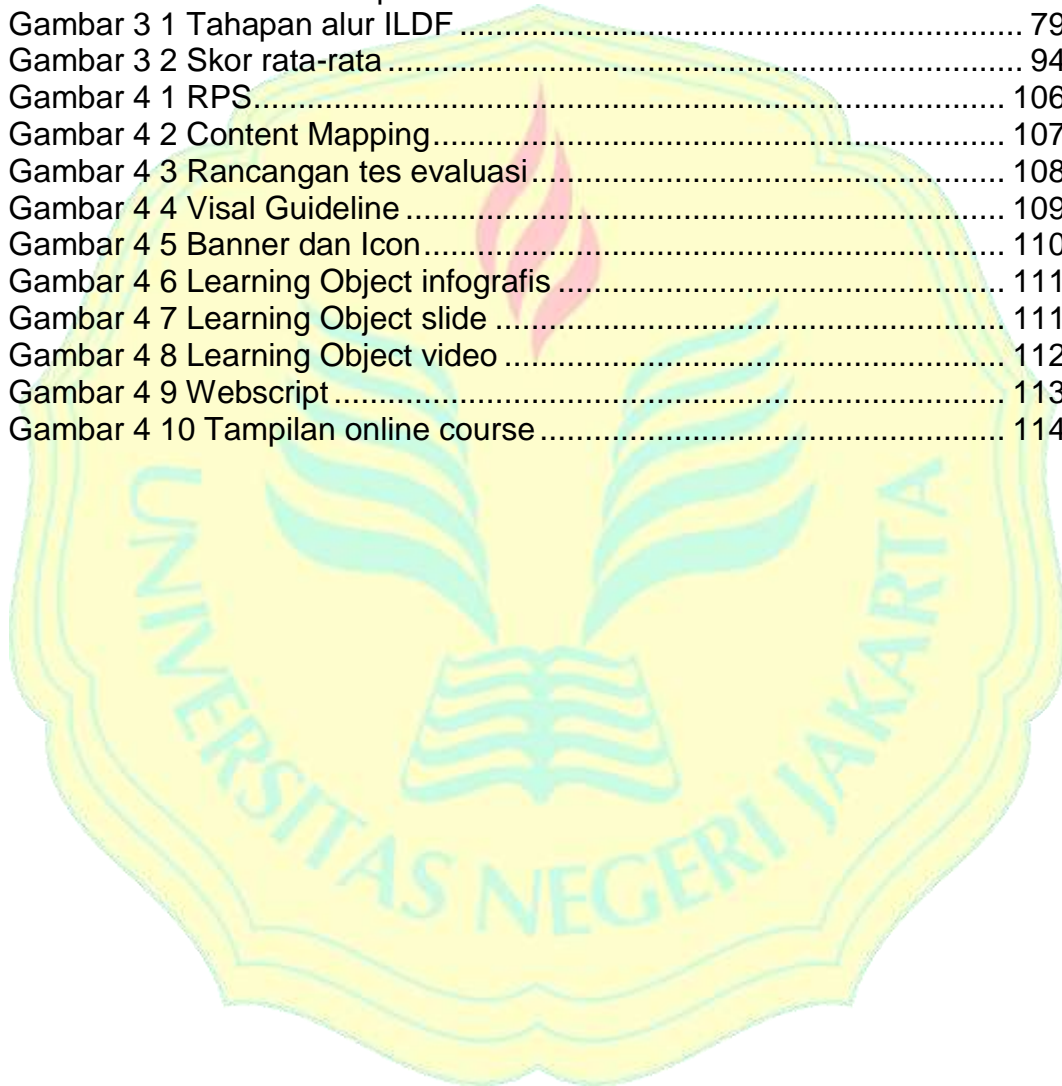 Gambar 3 1 Tahapan alur ILDF ........................................................ 79
Gambar 3 2 Skor rata-rata ............................................................... 94
Gambar 4 1 RPS........................................................................... 106
Gambar 4 2 Content Mapping......................................................... 107
Gambar 4 3 Rancangan tes evaluasi ............................................... 108
Gambar 4 4 Visal Guideline ............................................................ 109
Gambar 4 5 Banner dan Icon.......................................................... 110
Gambar 4 6 Learning Object infografis ............................................. 111
Gambar 4 7 Learning Object slide ................................................... 111
Gambar 4 8 Learning Object video .................................................. 112
Gambar 4 9 Webscript ................................................................... 113
Gambar 4 10 Tampilan online course ............................................... 114
UNIVERSITAS NEGERI JAKARTA